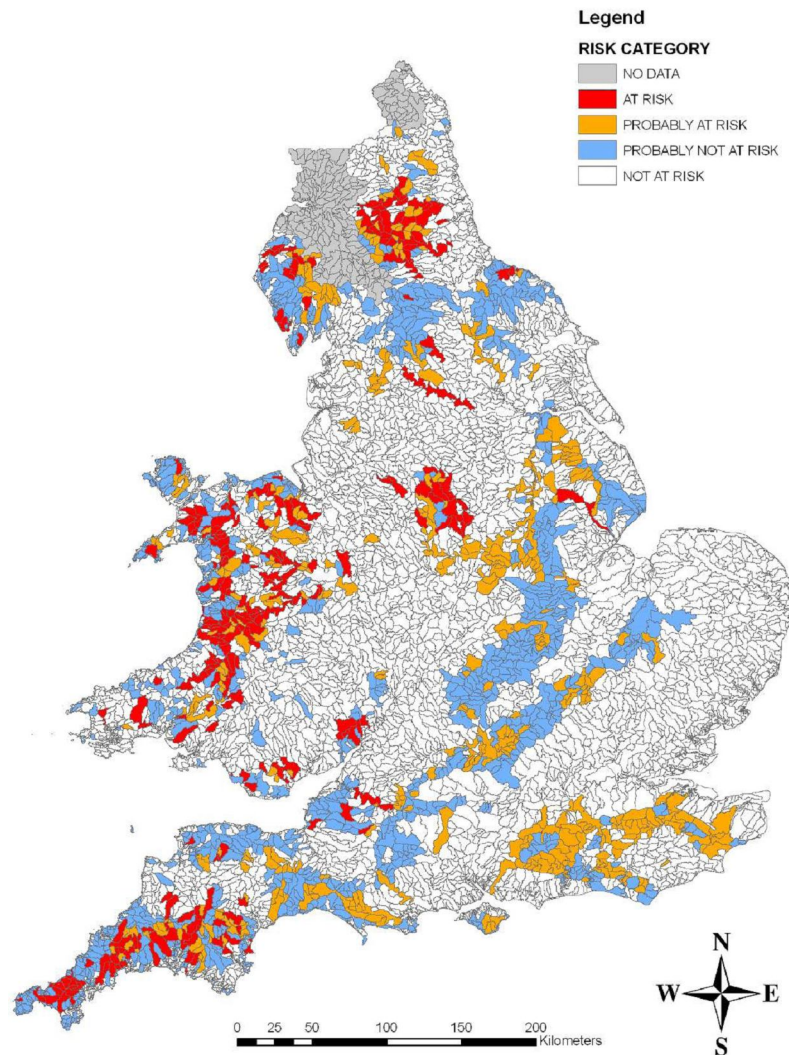 Legend
RISK CATEGORY
NO DATA
AT RISK
PROBABLY AT RISK
PROBABLY NOT AT RISK
NOT AT RISK
N
W E
S
0 25 50 100 150 200
Kilometers